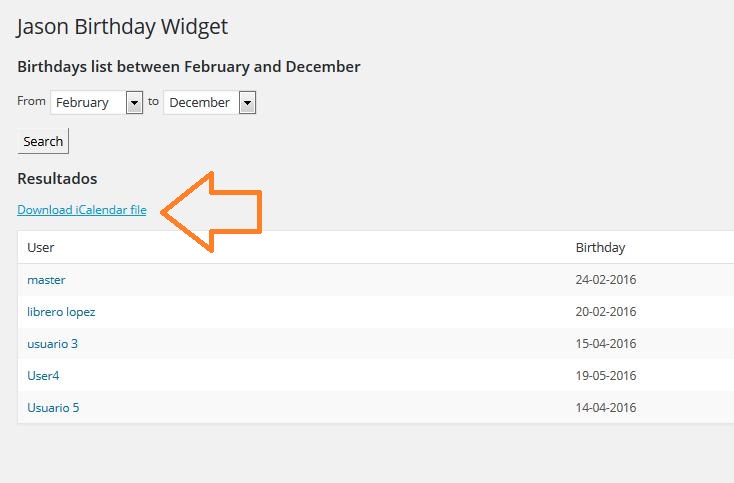 Jason Birthday Widget
Birthdays list between February and December
From February to December
Search
Resultados
Download iCalendar file
User Birthday
master 24-02-2016
librero lopez 20-02-2016
usuario 3 15-04-2016
User4 19-05-2016
Usuario 5 14-04-2016